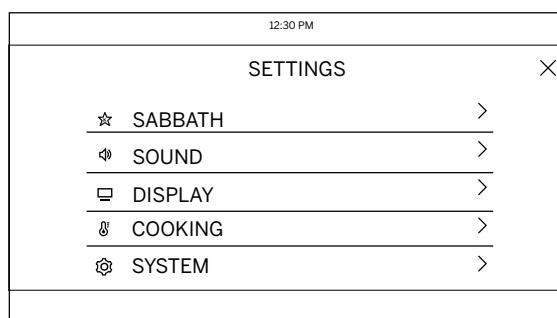 12:30 PM
SETTINGS
SABBATH
SOUND
DISPLAY
COOKING
SYSTEM